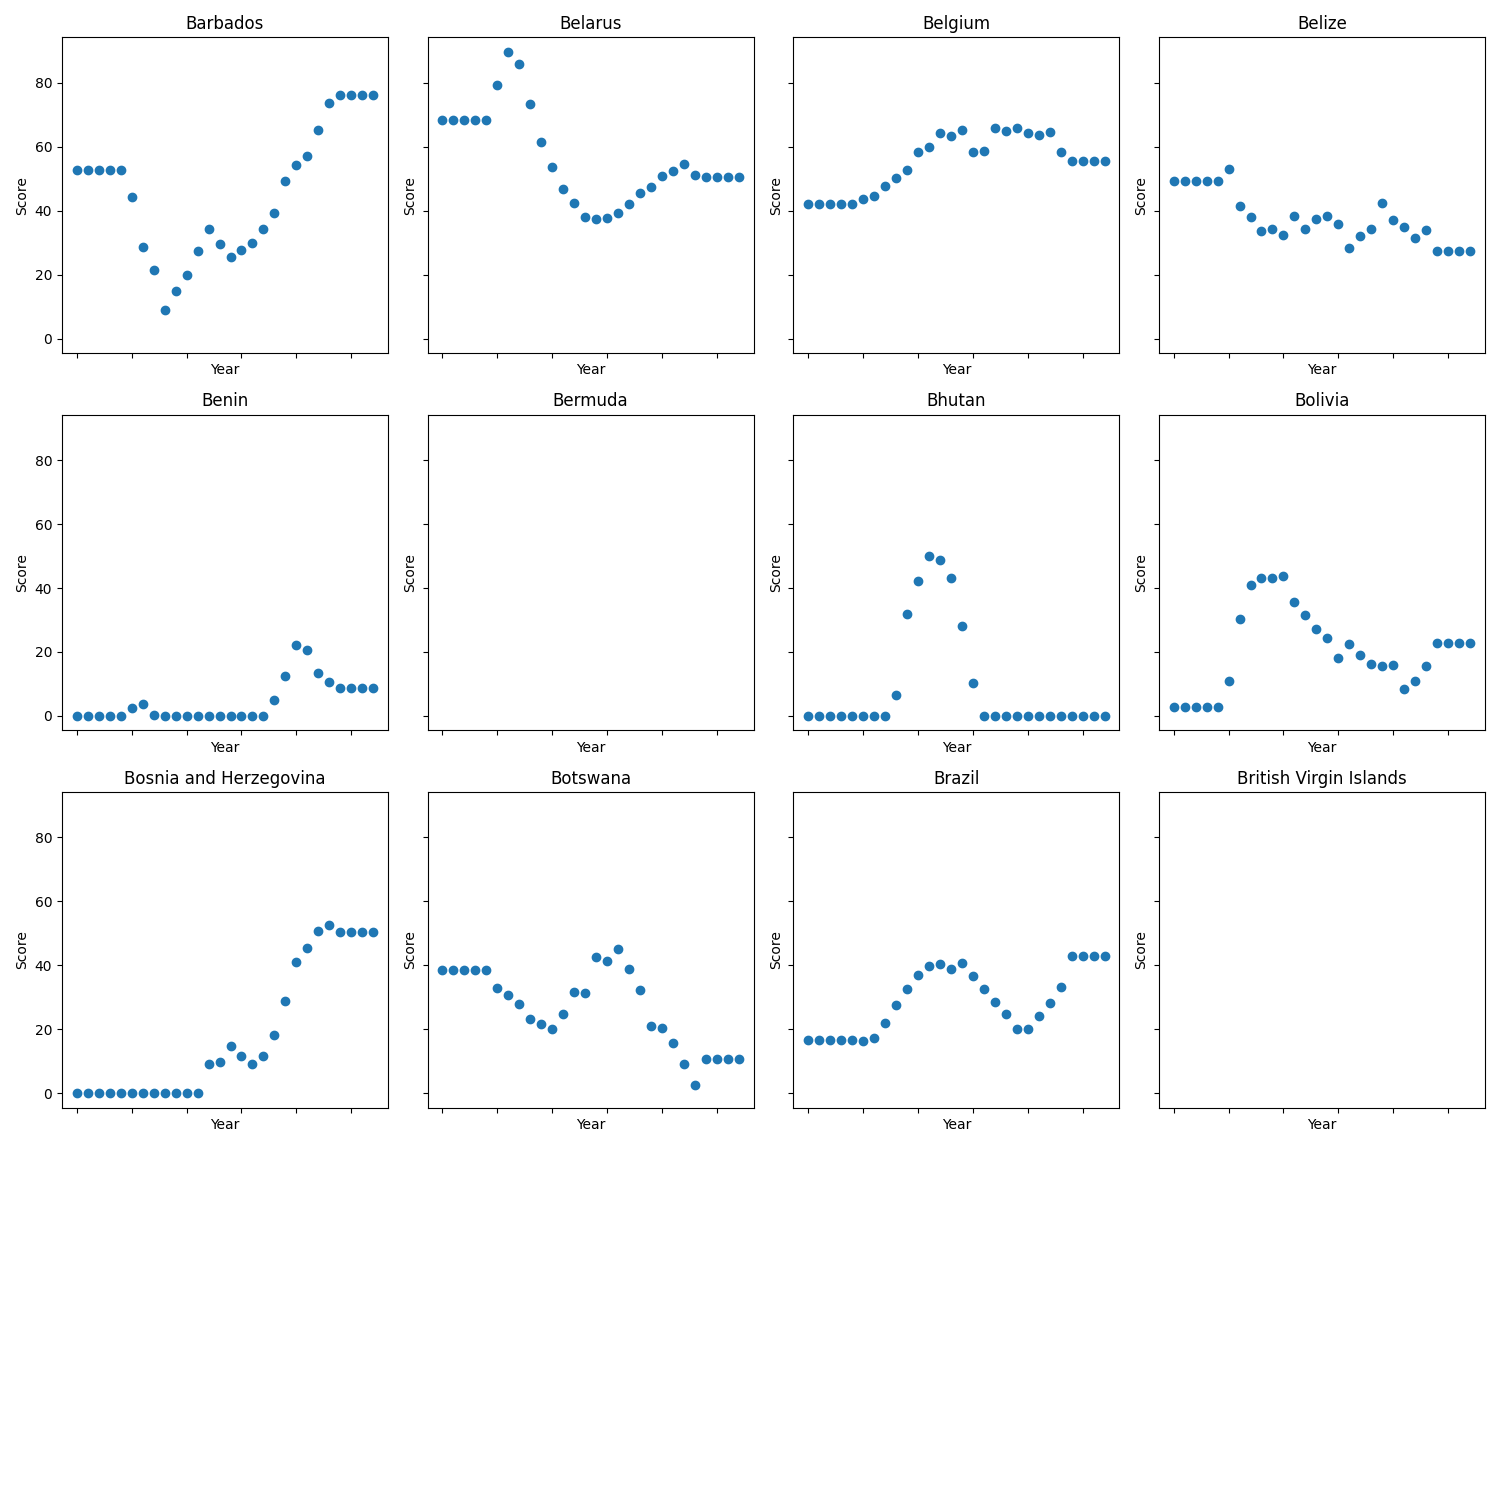 Barbados
Belarus
Belgium
Belize
80
60
40
20
0
Score
Score
Score
Score
Year
Year
Year
Year
Benin
Bermuda
Bhutan
Bolivia
80
60
40
20
0
Score
Score
Score
Score
Year
Year
Year
Year
Bosnia and Herzegovina
Botswana
Brazil
British Virgin Islands
80
60
40
20
0
Score
Score
Score
Score
Year
Year
Year
Year